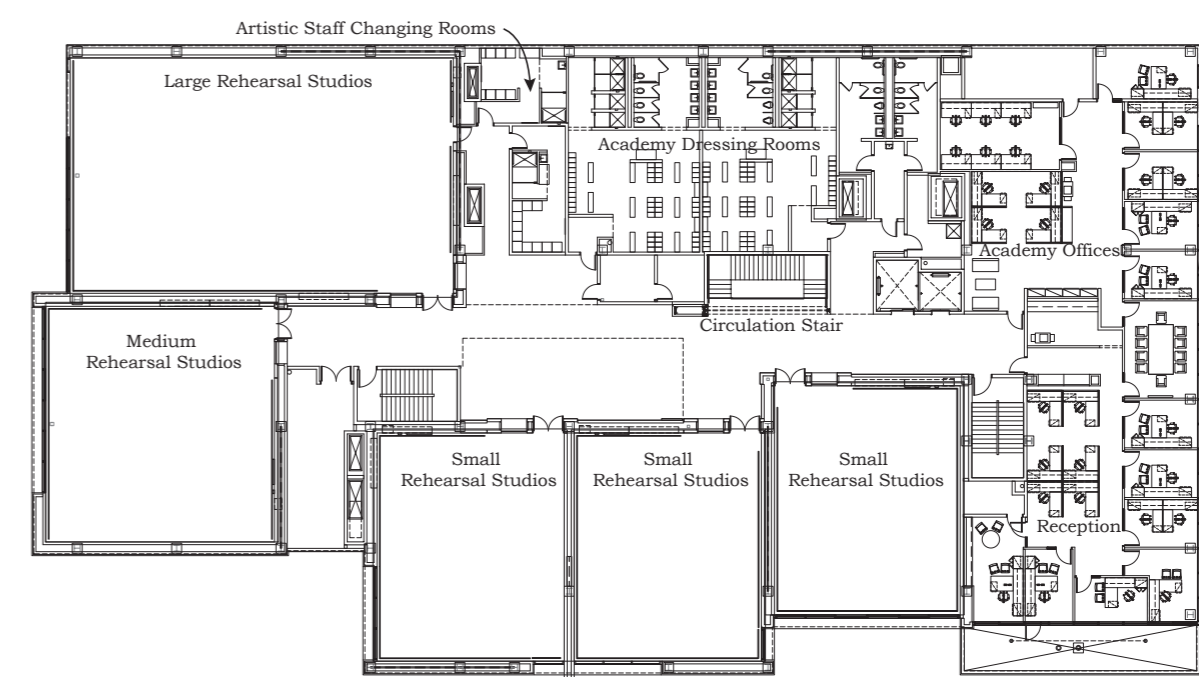 Artistic Staff Changing Rooms
Large Rehearsal Studios
Academy Dressing Rooms
Academy Offices
Circulation Stair
Medium
Rehearsal Studios
Small
Rehearsal Studios
Small
Rehearsal Studios
Small
Rehearsal Studios
Reception